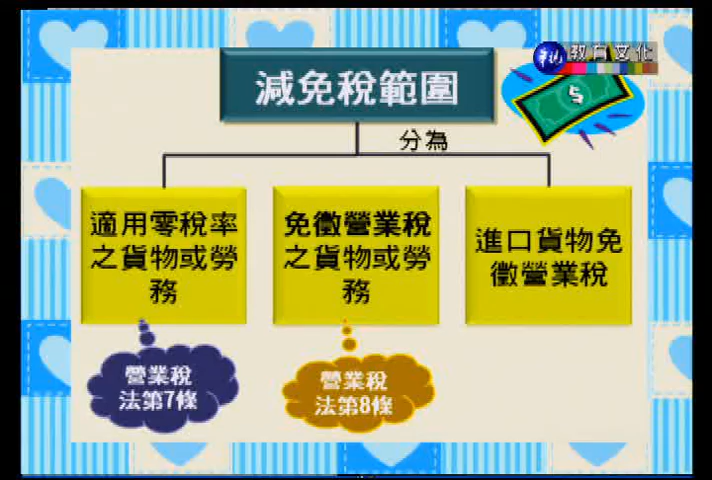 華視 教育文化
減免稅範圍
$
分為
適用零稅率
之貨物或勞
務
免徵營業稅
之貨物或勞
務
進口貨物免
徵營業稅
營業稅
法第7條
營業稅
法第8條